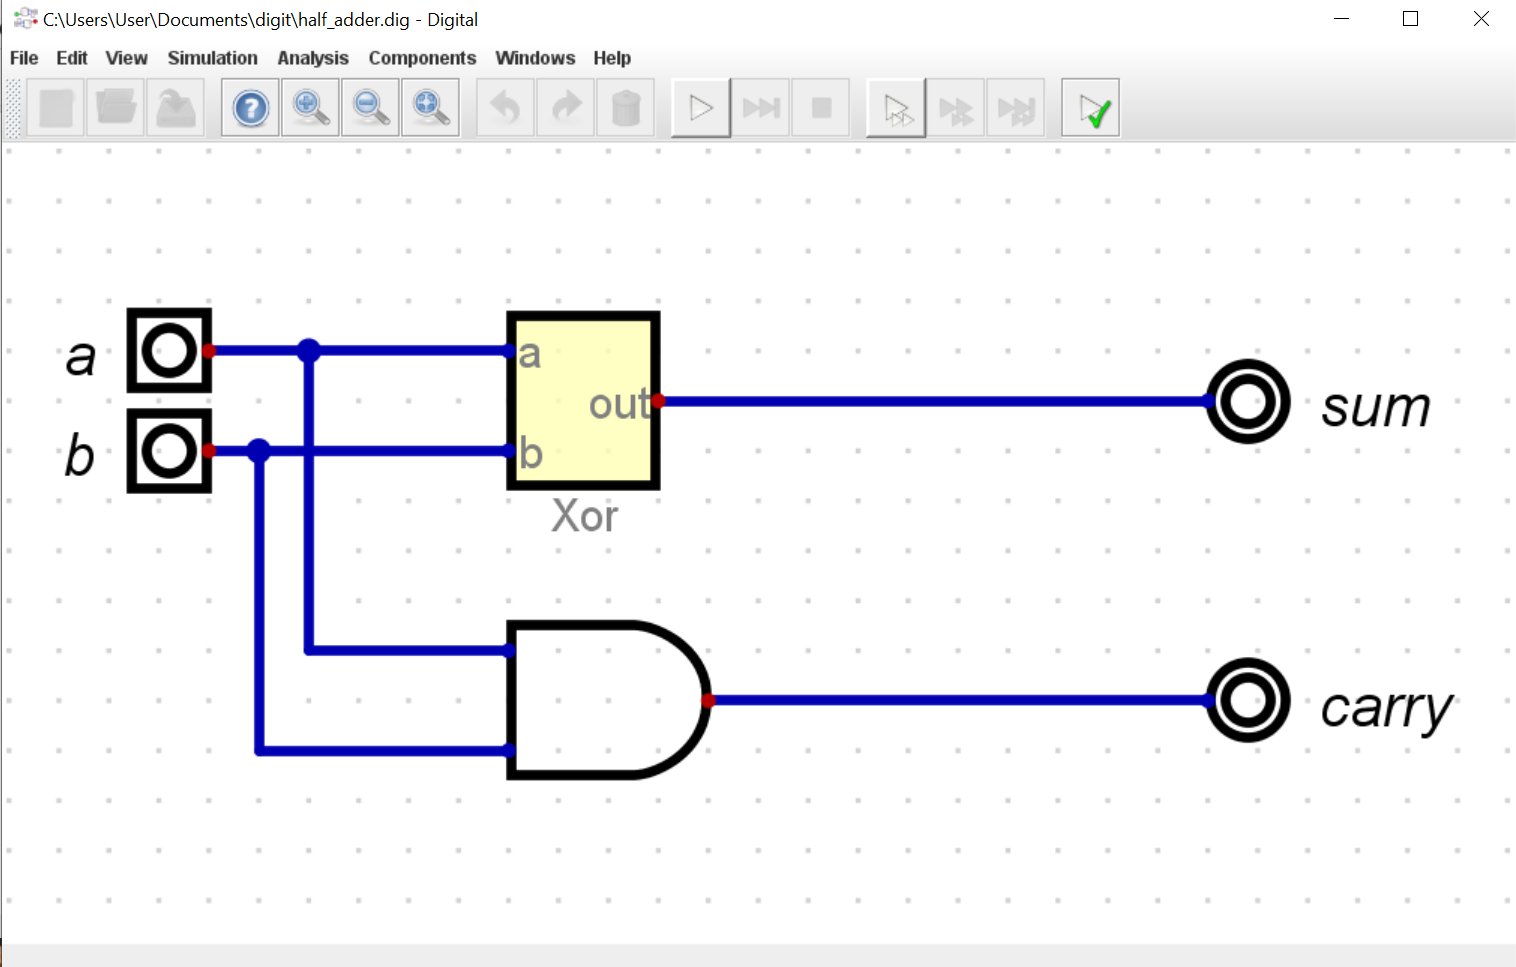 C:\Users\User\Documents\digit\half_adder.dig - Digital
File Edit View Simulation Analysis Components Windows Help
a
a
out
sum
b
b
Xor
carry